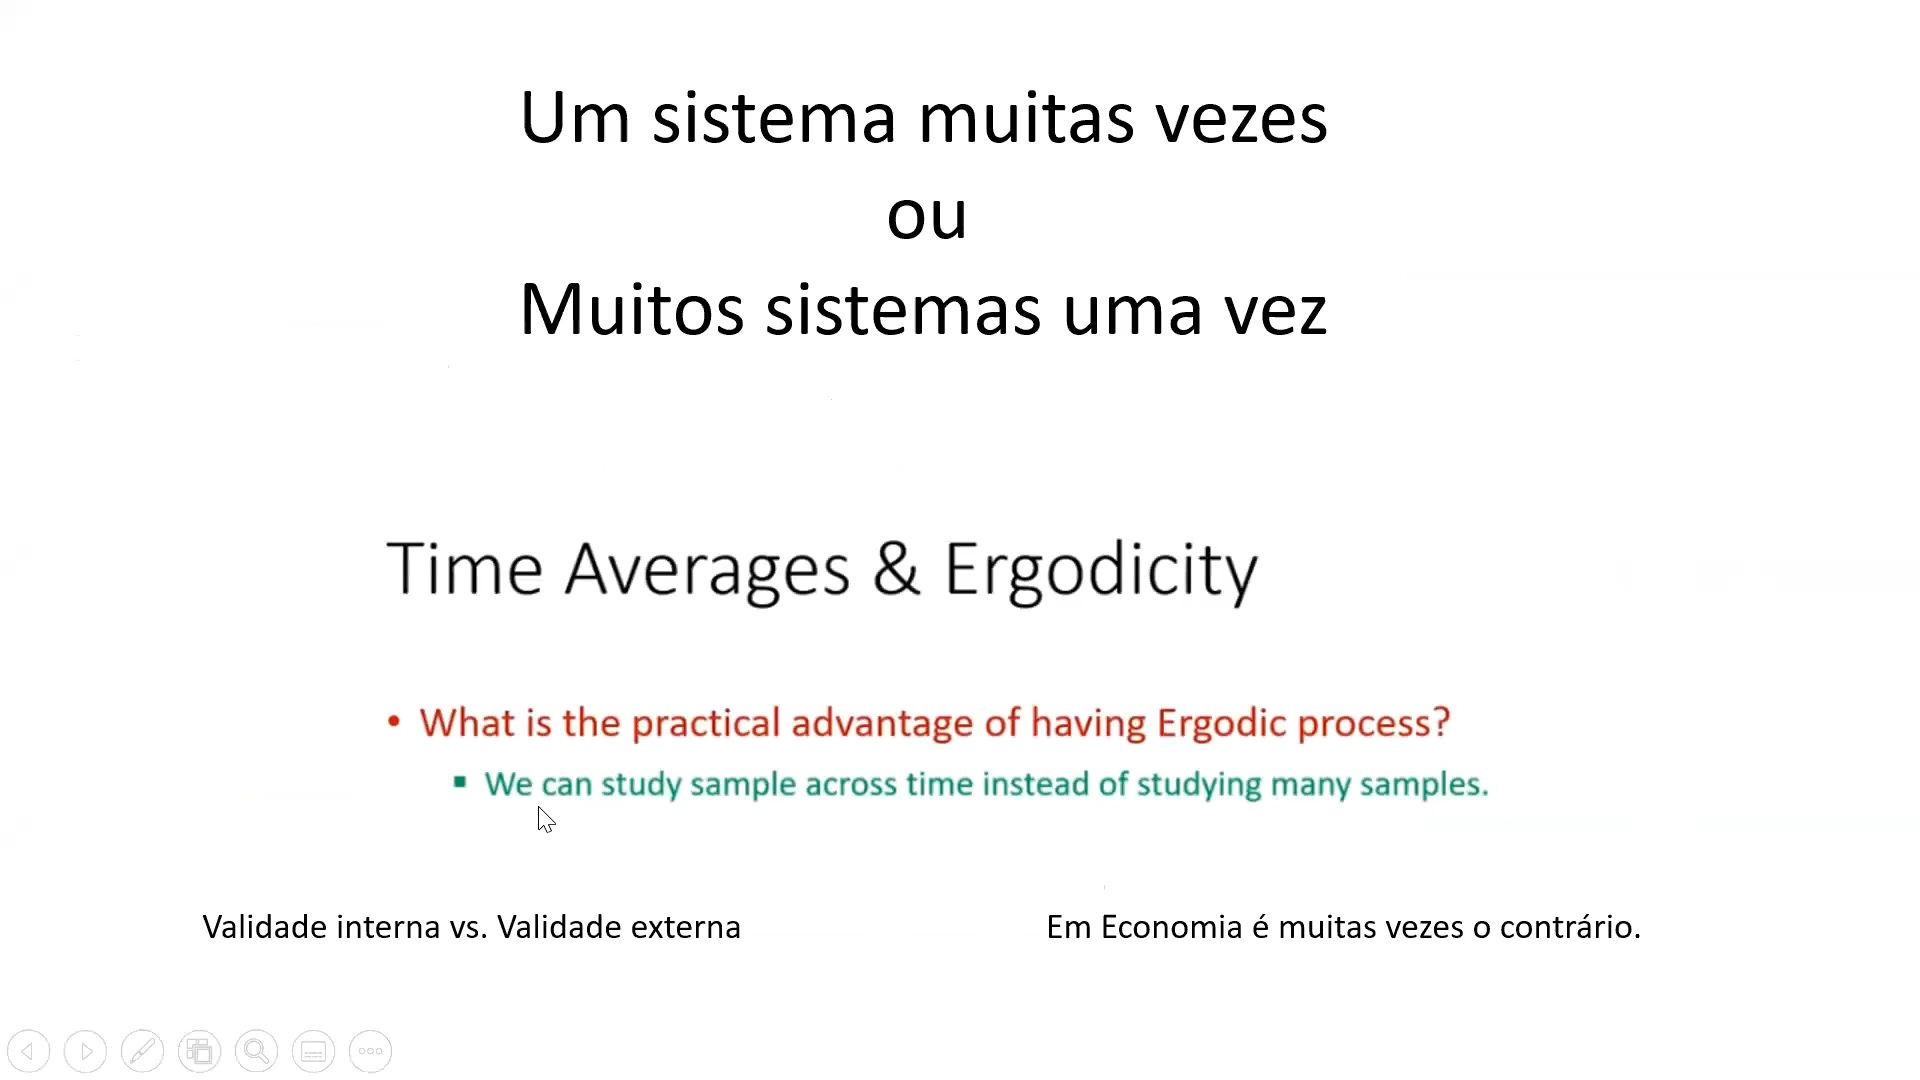 Um sistema muitas vezes
ou
Muitos sistemas uma vez
Time Averages & Ergodicity
• What is the practical advantage of having Ergodic process?
▪ We can study sample across time instead of studying many samples.
Validade interna vs. Validade externa
Em Economia é muitas vezes o contrário.